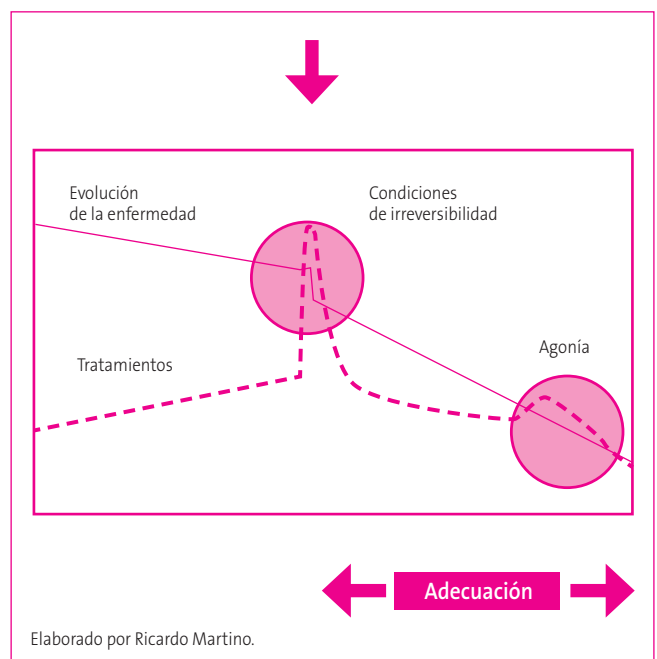 Evolución
de la enfermedad
Condiciones
de irreversibilidad
Tratamientos
Agonía
Adecuación
Elaborado por Ricardo Martino.